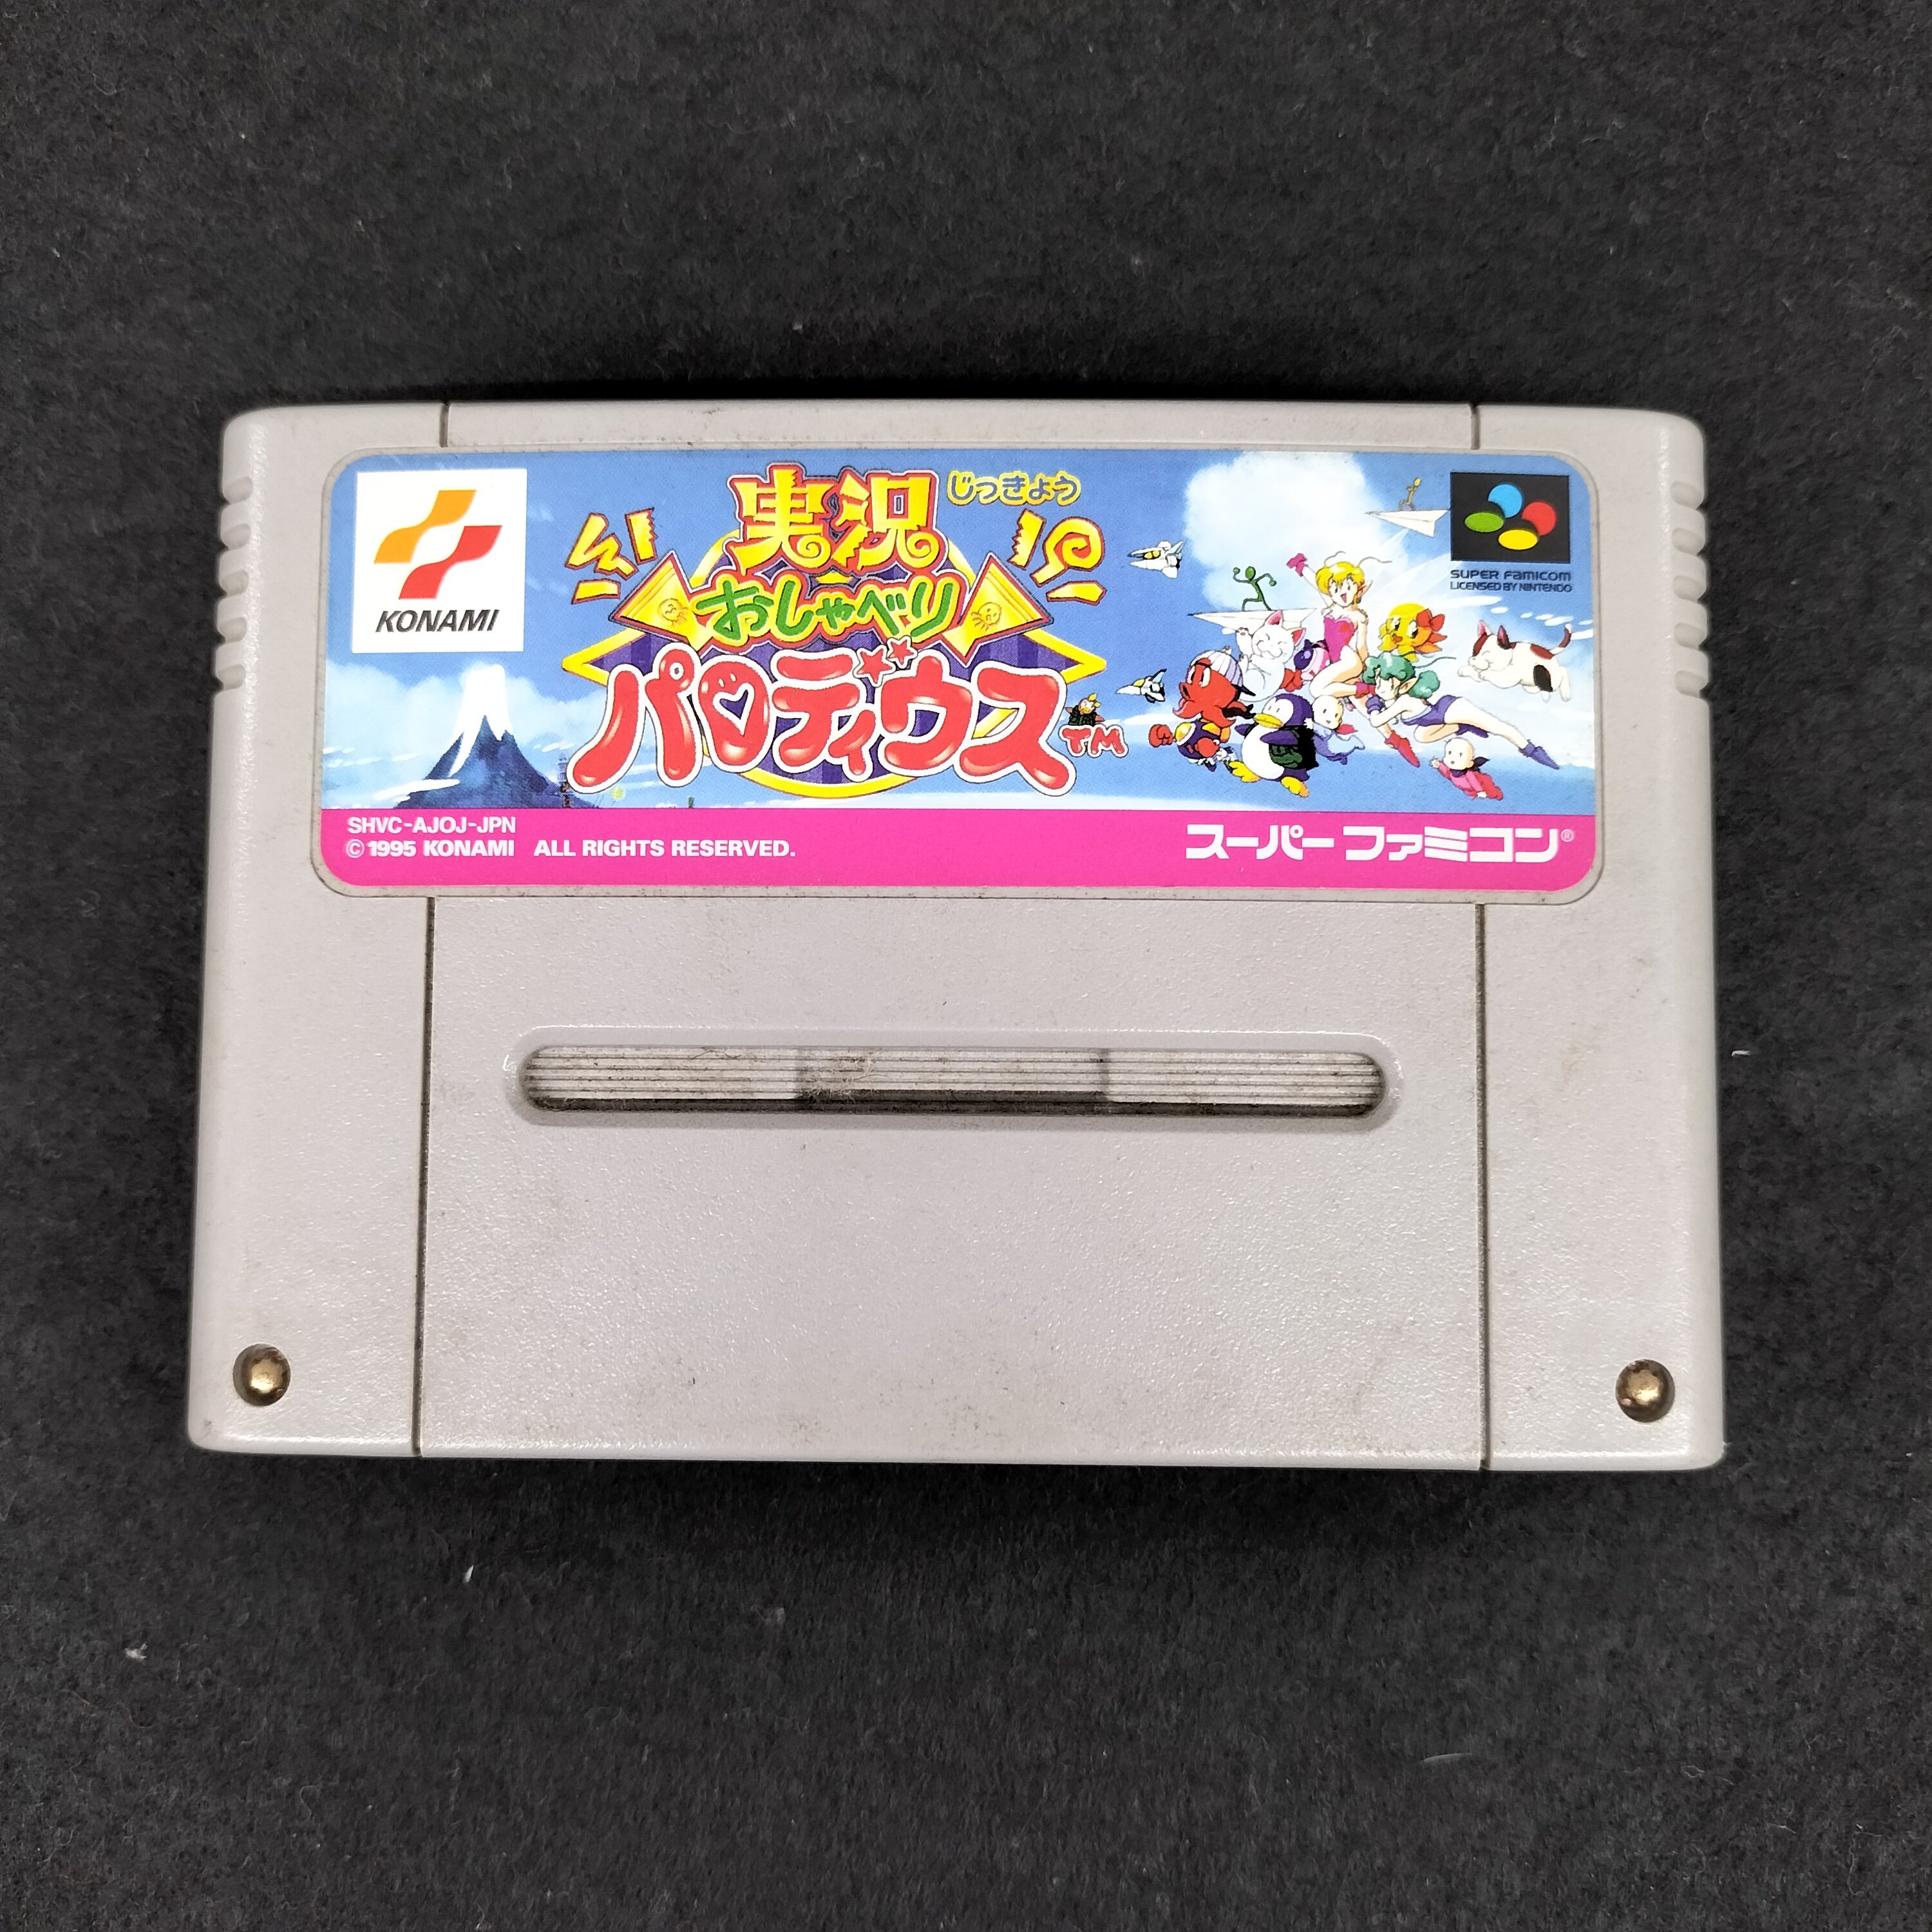 実況 じっきょう
おしゃべり
パロディウス TM
KONAMI
SUPER FAMICOM
LICENSED BY NINTENDO
SHVC-AJOJ-JPN
© 1995 KONAMI ALL RIGHTS RESERVED.
スーパーファミコン®